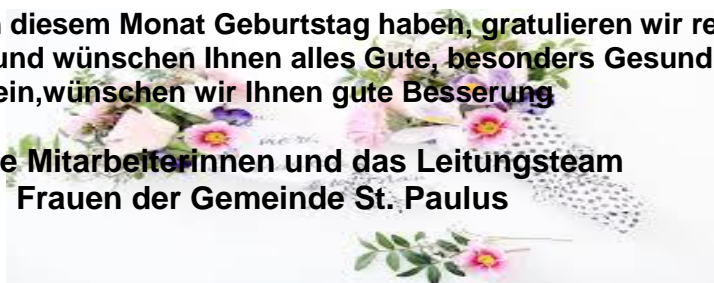 diesem Monat Geburtstag haben, gratulieren wir
und wünschen Ihnen alles Gute, besonders Gesund
ein,wünschen wir Ihnen gute Besserung
e Mitarbeiterinnen und das Leitungsteam
Frauen der Gemeinde St. Paulus